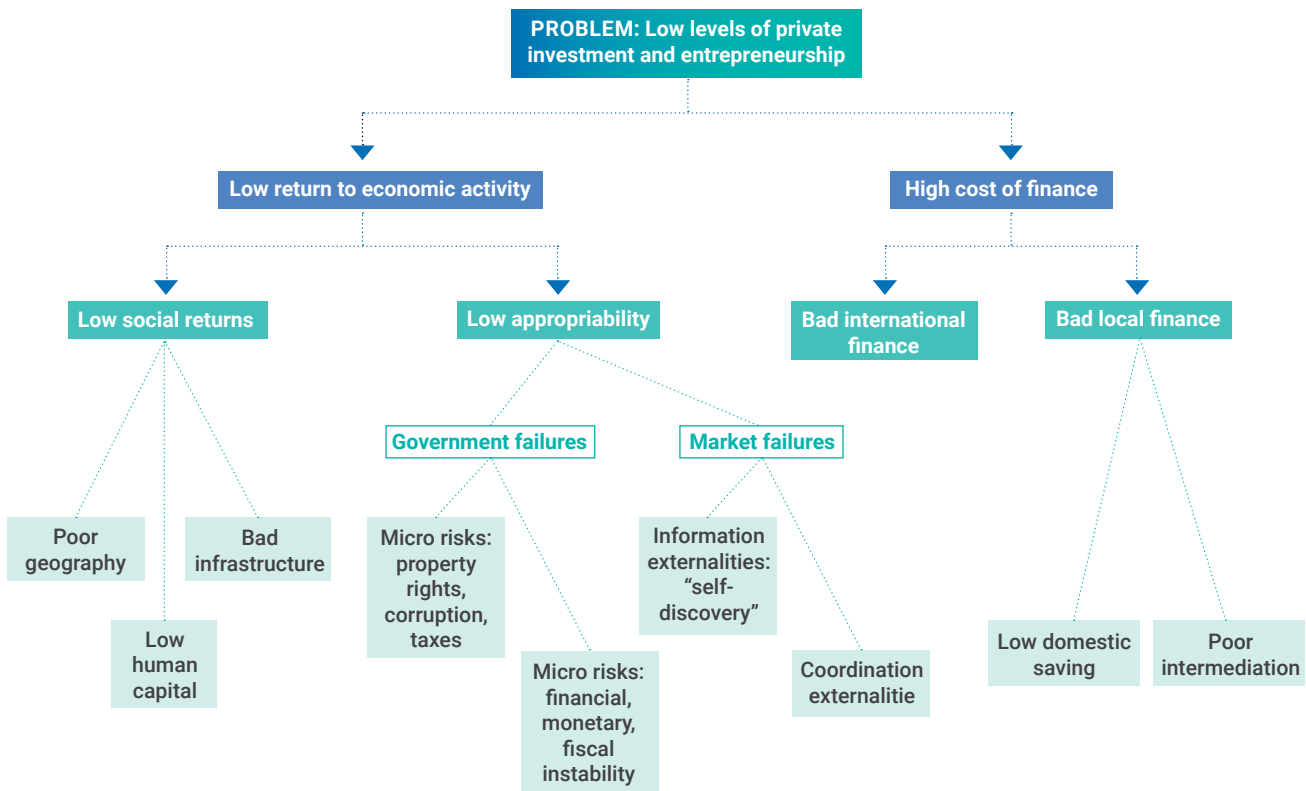 PROBLEM: Low levels of private
investment and entrepreneurship
Low return to economic activity
High cost of finance
Low social returns
Low appropriability
Bad international
finance
Bad local finance
Government failures
Market failures
Poor
geography
Bad
infrastructure
Low
human
capital
Micro risks:
property
rights,
corruption,
taxes
Micro risks:
financial,
monetary,
fiscal
instability
Information
externalities:
“self-
discovery”
Coordination
externalitie
Low domestic
saving
Poor
intermediation